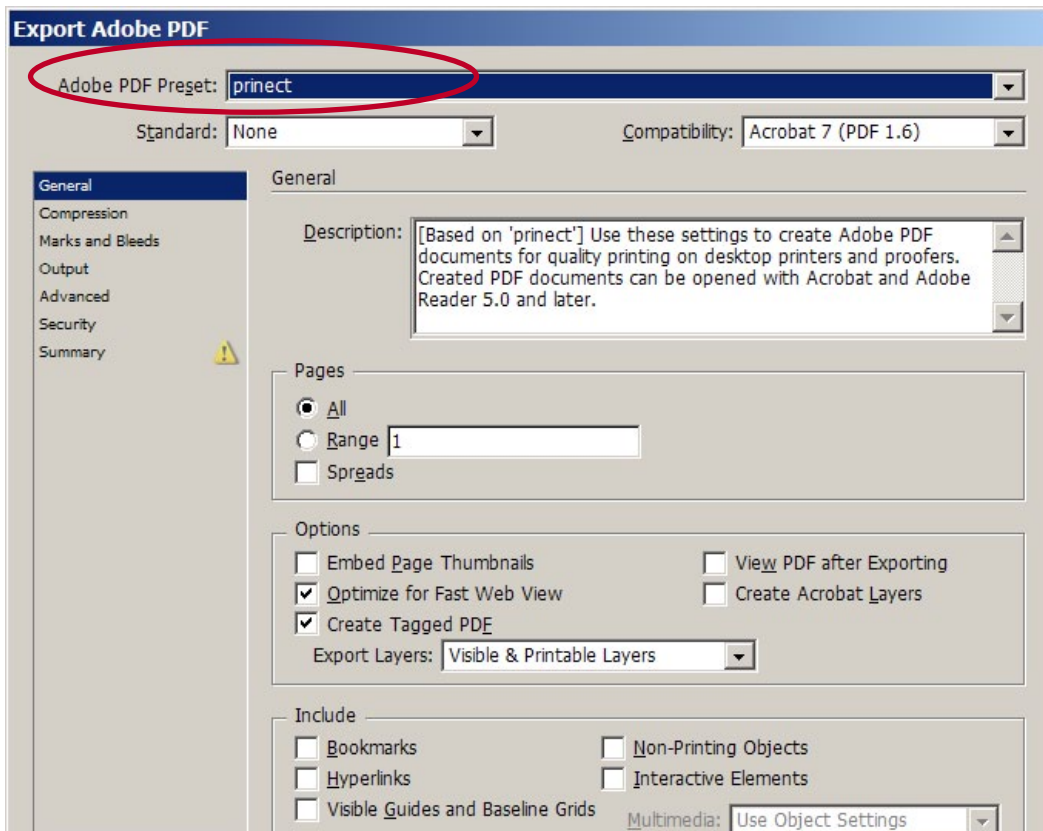 Export Adobe PDF
Adobe PDF Preset: prinect
Standard: None Compatibility: Acrobat 7 (PDF 1.6)
General
Compression
Marks and Bleeds
Output
Advanced
Security
Summary
General
Description: [Based on 'prinect'] Use these settings to create Adobe PDF
documents for quality printing on desktop printers and proofers.
Created PDF documents can be opened with Acrobat and Adobe
Reader 5.0 and later.
Pages
All
Range 1
Spreads
Options
Embed Page Thumbnails View PDF after Exporting
Optimize for Fast Web View Create Acrobat Layers
Create Tagged PDF
Export Layers: Visible & Printable Layers
Include
Bookmarks Non-Printing Objects
Hyperlinks Interactive Elements
Visible Guides and Baseline Grids Multimedia: Use Object Settings